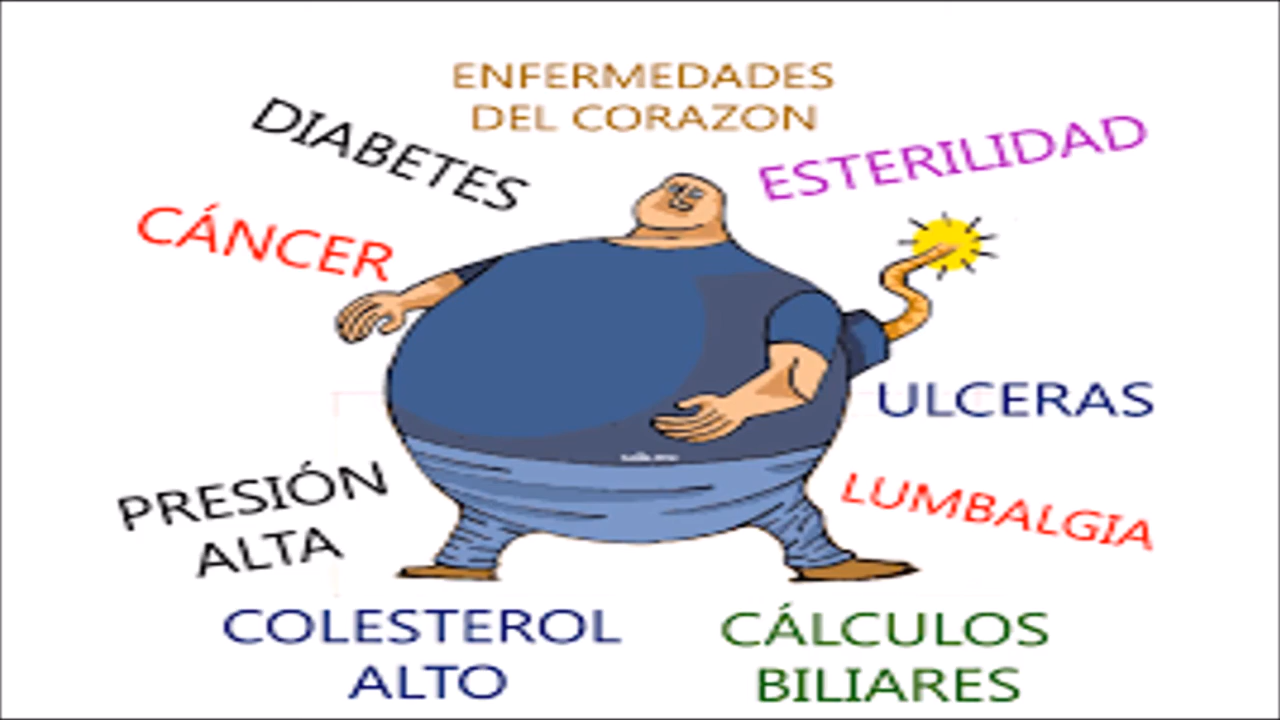 ENFERMEDADES
DEL CORAZON
DIABETES
ESTERILIDAD
CÁNCER
ULCERAS
PRESIÓN
ALTA
LUMBALGIA
COLESTEROL
ALTO
CÁLCULOS
BILIARES